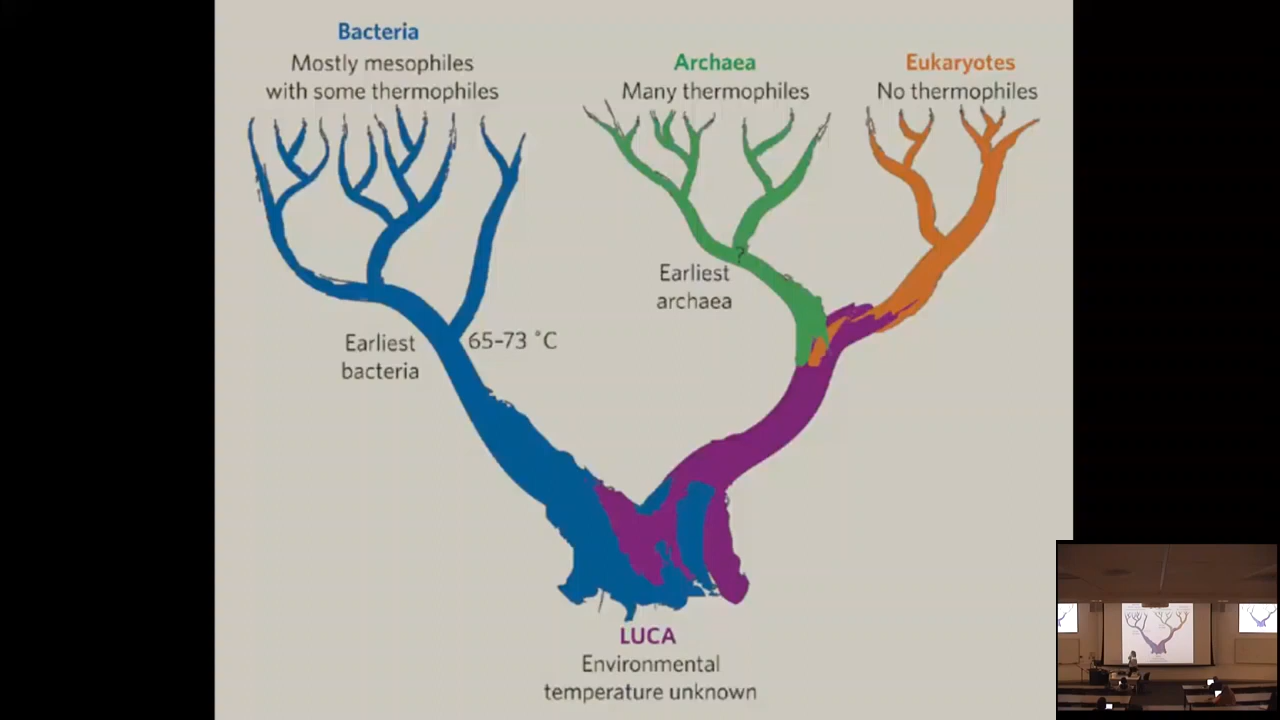 Bacteria
Mostly mesophiles
with some thermophiles
Archaea
Many thermophiles
Eukaryotes
No thermophiles
?
Earliest
archaea
Earliest
bacteria
65–73 °C
LUCA
Environmental
temperature unknown